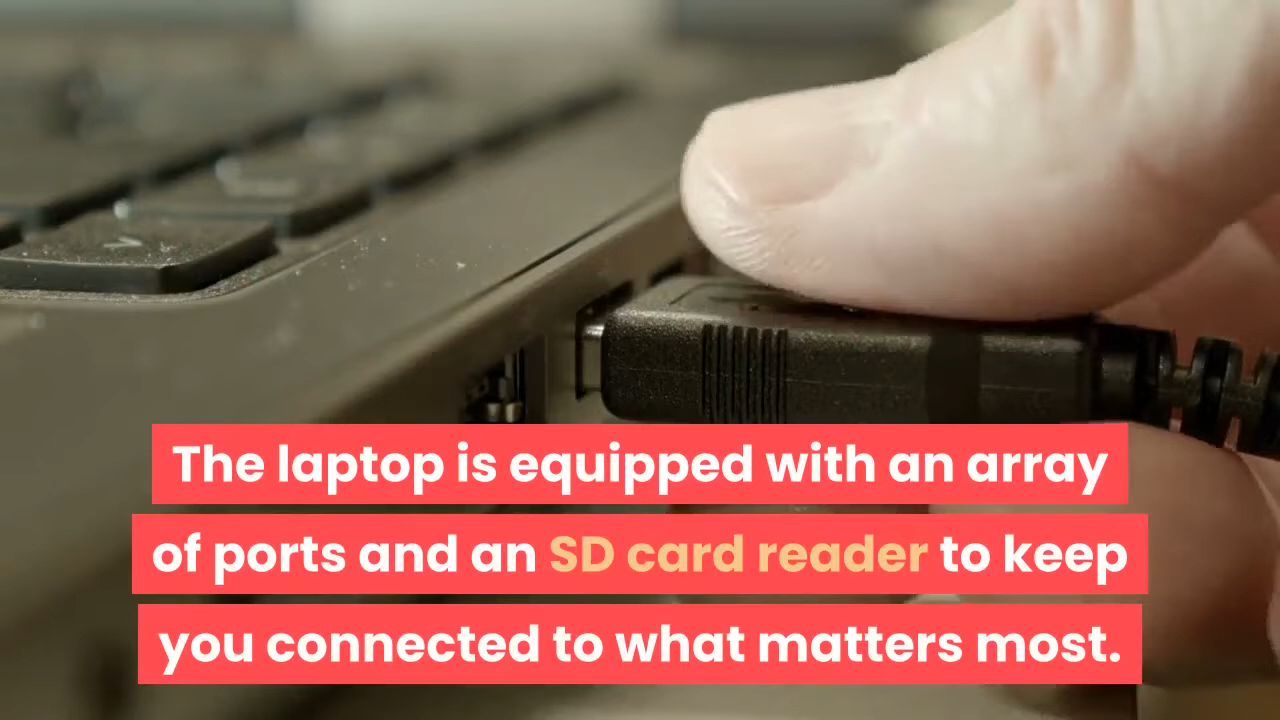 The laptop is equipped with an array
of ports and an SD card reader to keep
you connected to what matters most.